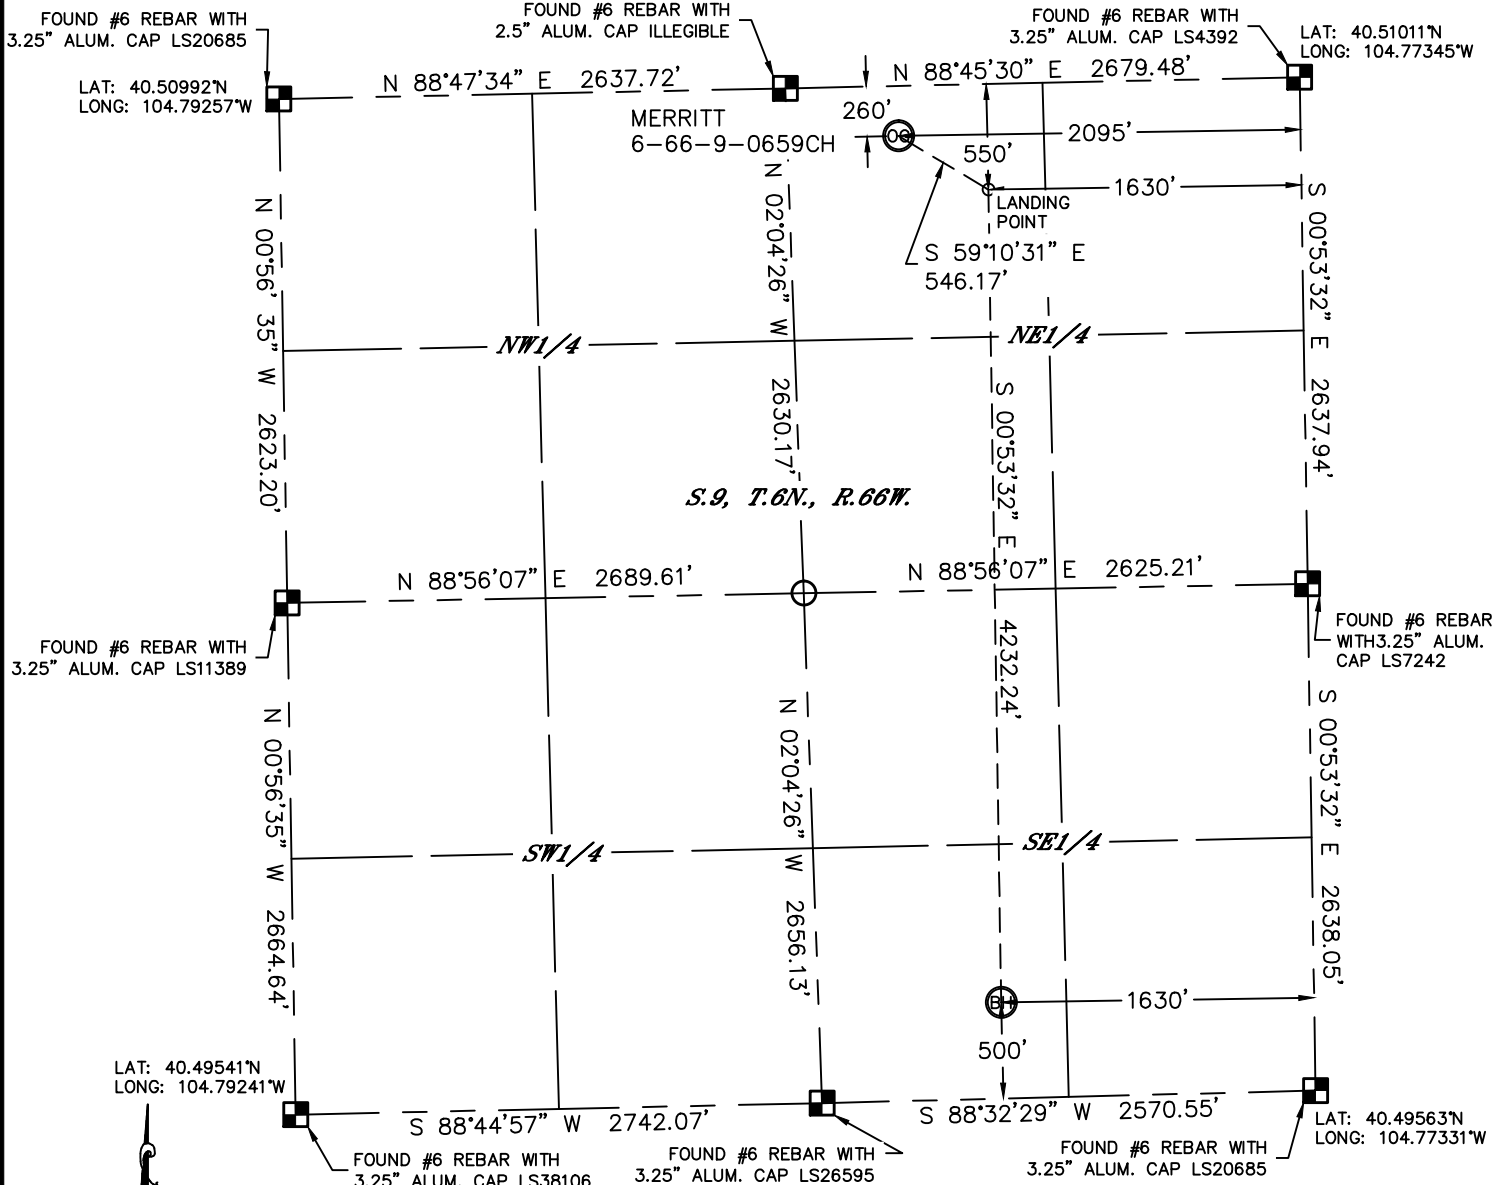 FOUND #6 REBAR WITH
3.25" ALUM. CAP LS20685
FOUND #6 REBAR WITH
2.5" ALUM. CAP ILLEGIBLE
FOUND #6 REBAR WITH
3.25" ALUM. CAP LS4392
LAT: 40.51011°N
LONG: 104.77345°W
LAT: 40.50992°N
LONG: 104.79257°W
N 88°47'34" E 2637.72'
N 88°45'30" E 2679.48'
MERRITT
6-66-9-0659CH
260'
OG
2095'
550'
1630'
LANDING
POINT
S 59°10'31" E
546.17'
N 00°56' 35" W 2623.20'
N 02°04'26" W 2630.17'
S 00°53'32" E 2637.94'
NW1/4
NE1/4
S 00°53'32" E 4232.24'
S.9, T.6N., R.66W.
N 88°56'07" E 2689.61'
N 88°56'07" E 2625.21'
FOUND #6 REBAR WITH
3.25" ALUM. CAP LS11389
FOUND #6 REBAR
WITH3.25" ALUM.
CAP LS7242
N 00°56'35" W 2664.64'
N 02°04'26" W 2656.13'
S 00°53'32" E 2638.05'
SW1/4
SE1/4
BH
1630'
500'
LAT: 40.49541°N
LONG: 104.79241°W
S 88°44'57" W 2742.07'
S 88°32'29" W 2570.55'
LAT: 40.49563°N
LONG: 104.77331°W
FOUND #6 REBAR WITH
3.25" ALUM. CAP LS38106
FOUND #6 REBAR WITH
3.25" ALUM. CAP LS26595
FOUND #6 REBAR WITH
3.25" ALUM. CAP LS20685